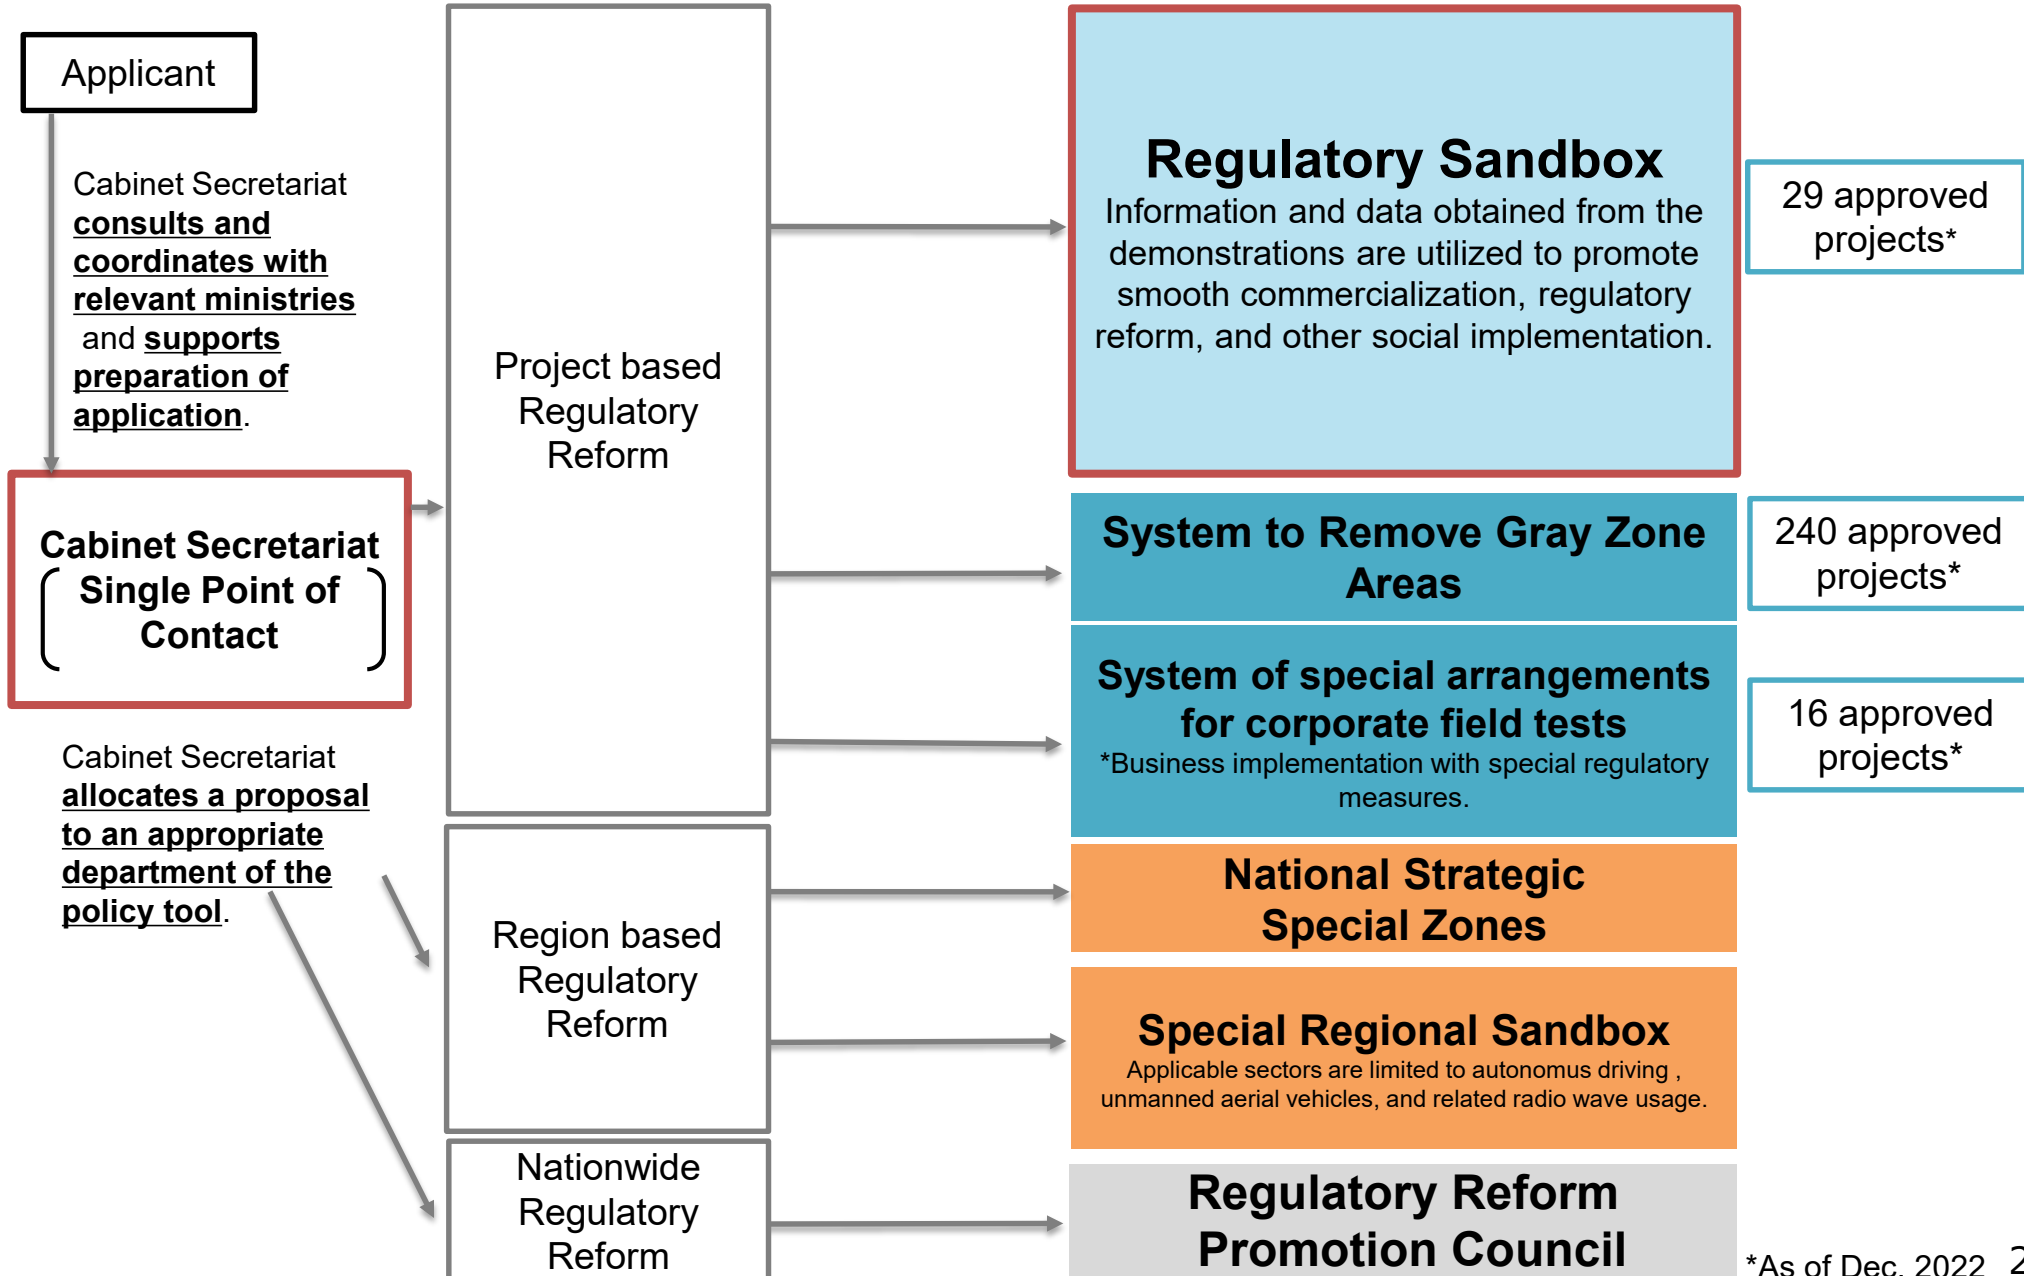 Applicant
Cabinet Secretariat
consults and
coordinates with
relevant ministries
and supports
preparation of
application.
Cabinet Secretariat
Single Point of
Contact
Cabinet Secretariat
allocates a proposal
to an appropriate
department of the
policy tool.
Project based
Regulatory
Reform
Region based
Regulatory
Reform
Nationwide
Regulatory
Reform
Regulatory Sandbox
Information and data obtained from the
demonstrations are utilized to promote
smooth commercialization, regulatory
reform, and other social implementation.
29 approved
projects*
System to Remove Gray Zone
Areas
240 approved
projects*
System of special arrangements
for corporate field tests
*Business implementation with special regulatory
measures.
16 approved
projects*
National Strategic
Special Zones
Special Regional Sandbox
Applicable sectors are limited to autonomus driving ,
unmanned aerial vehicles, and related radio wave usage.
Regulatory Reform
Promotion Council
*As of Dec. 2022
2